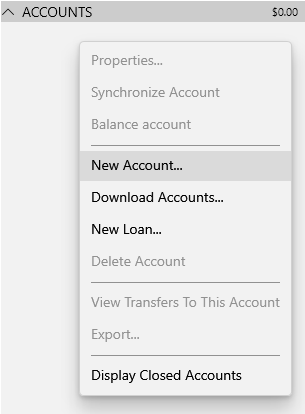 ACCOUNTS $0.00
Properties...
Synchronize Account
Balance account
New Account...
Download Accounts...
New Loan...
Delete Account
View Transfers To This Account
Export...
Display Closed Accounts